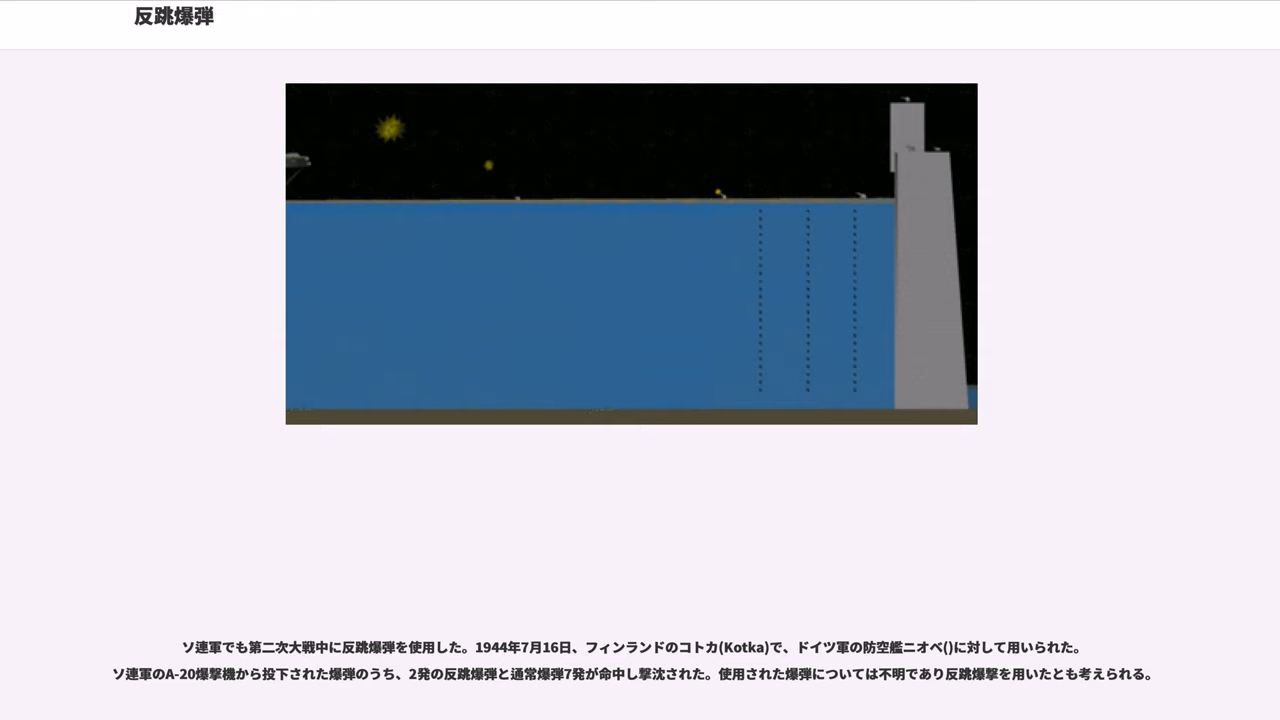 反跳爆弾
ソ連軍でも第二次大戦中に反跳爆弾を使用した。1944年7月16日、フィンランドのコトカ(Kotka)で、ドイツ軍の防空艦ニオベ()に対して用いられた。
ソ連軍のA-20爆撃機から投下された爆弾のうち、2発の反跳爆弾と通常爆弾7発が命中し撃沈された。使用された爆弾については不明であり反跳爆撃を用いたとも考えられる。